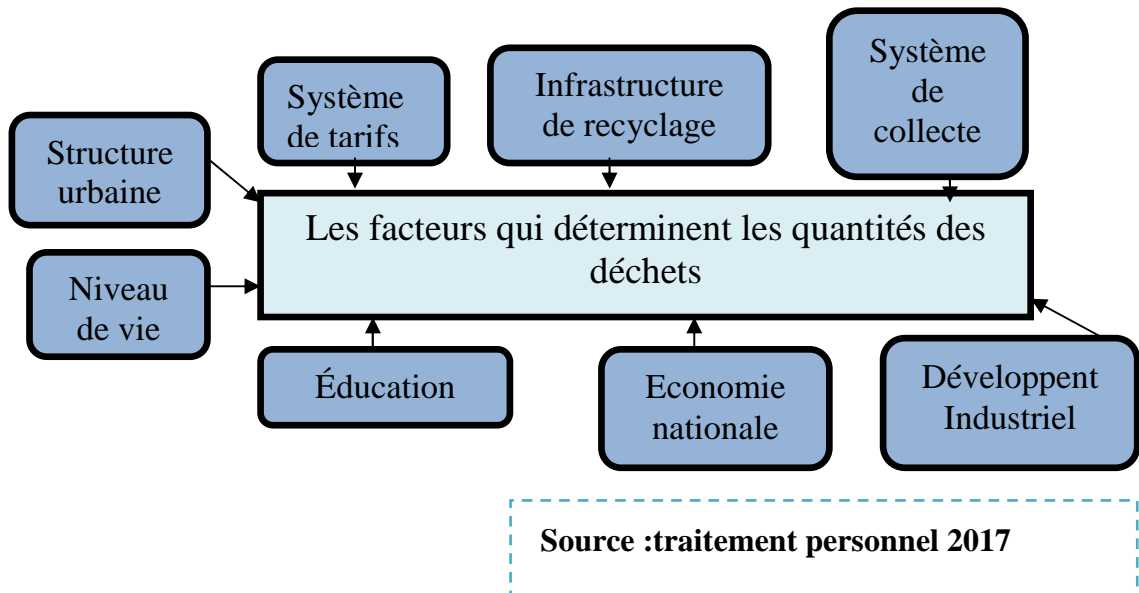 Système
de
collecte
Infrastructure
de recyclage
Système
de tarifs
Structure
urbaine
Les facteurs qui déterminent les quantités des
déchets
Niveau
de vie
Éducation
Economie
nationale
Développent
Industriel
Source :traitement personnel 2017